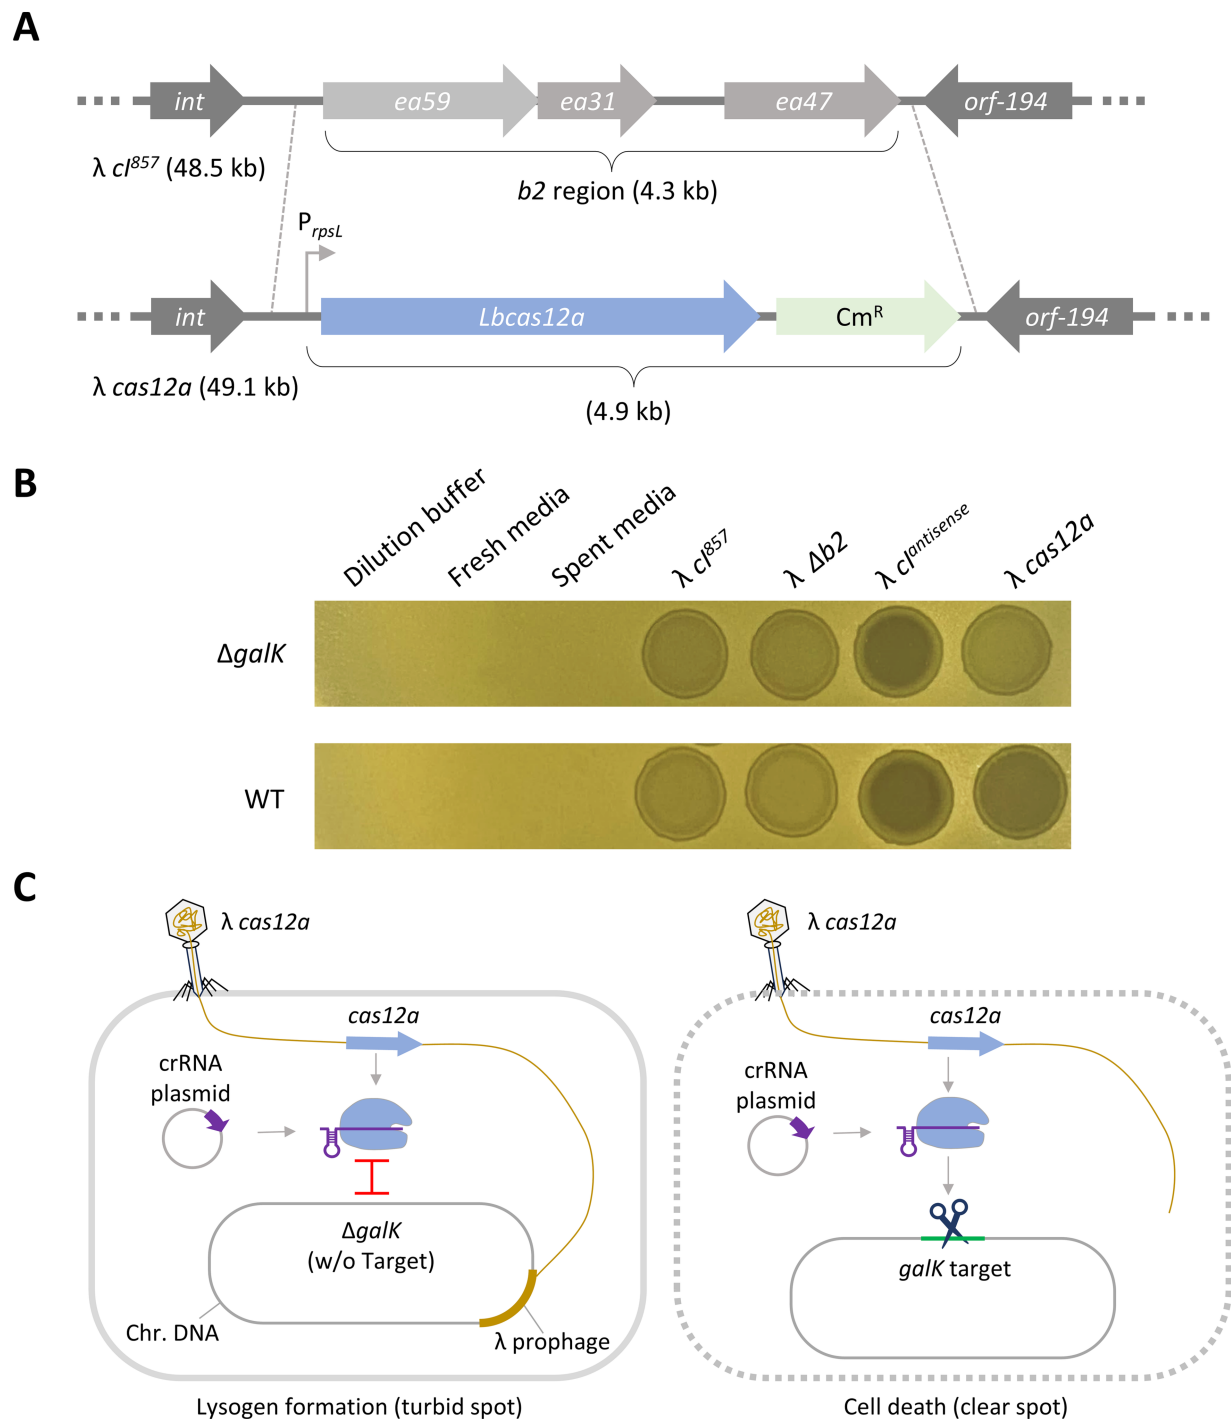 A
int ea59 ea31 ea47 orf-194
λ cI⁸⁵⁷ (48.5 kb)
b2 region (4.3 kb)
PrpsL
int Lbcas12a Cmᴿ orf-194
λ cas12a (49.1 kb)
(4.9 kb)
B
Dilution buffer
Fresh media
Spent media
λ cI⁸⁵⁷
λ Δb2
λ cIantisense
λ cas12a
ΔgalK
WT
C
λ cas12a
cas12a
crRNA
plasmid
ΔgalK
(w/o Target)
Chr. DNA
λ prophage
Lysogen formation (turbid spot)
λ cas12a
cas12a
crRNA
plasmid
galK target
Cell death (clear spot)